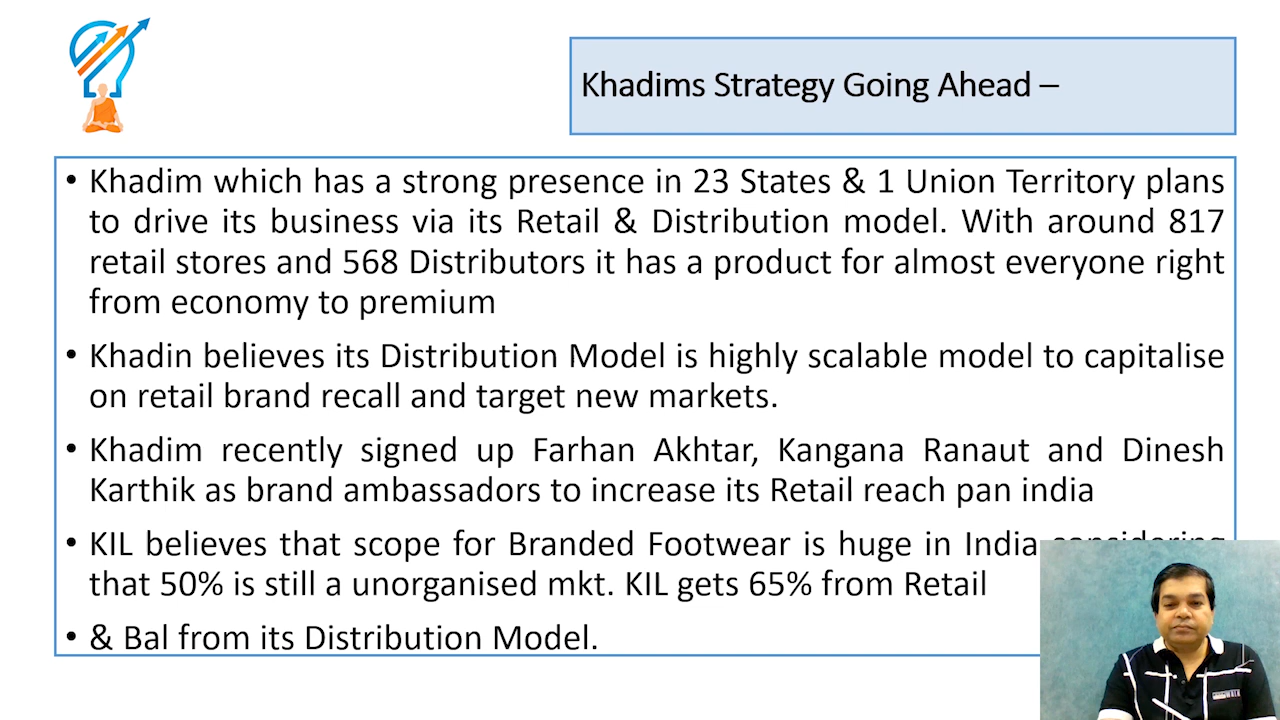 Khadims Strategy Going Ahead –
• Khadim which has a strong presence in 23 States & 1 Union Territory plans
to drive its business via its Retail & Distribution model. With around 817
retail stores and 568 Distributors it has a product for almost everyone right
from economy to premium
• Khadin believes its Distribution Model is highly scalable model to capitalise
on retail brand recall and target new markets.
• Khadim recently signed up Farhan Akhtar, Kangana Ranaut and Dinesh
Karthik as brand ambassadors to increase its Retail reach pan india
• KIL believes that scope for Branded Footwear is huge in India considering
that 50% is still a unorganised mkt. KIL gets 65% from Retail
• & Bal from its Distribution Model.